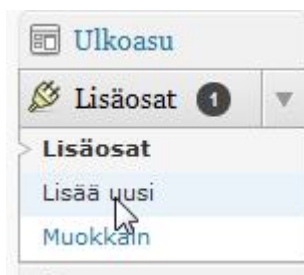 Ulkoasu
Lisäosat 1
Lisäosat
Lisää uusi
Muokkain